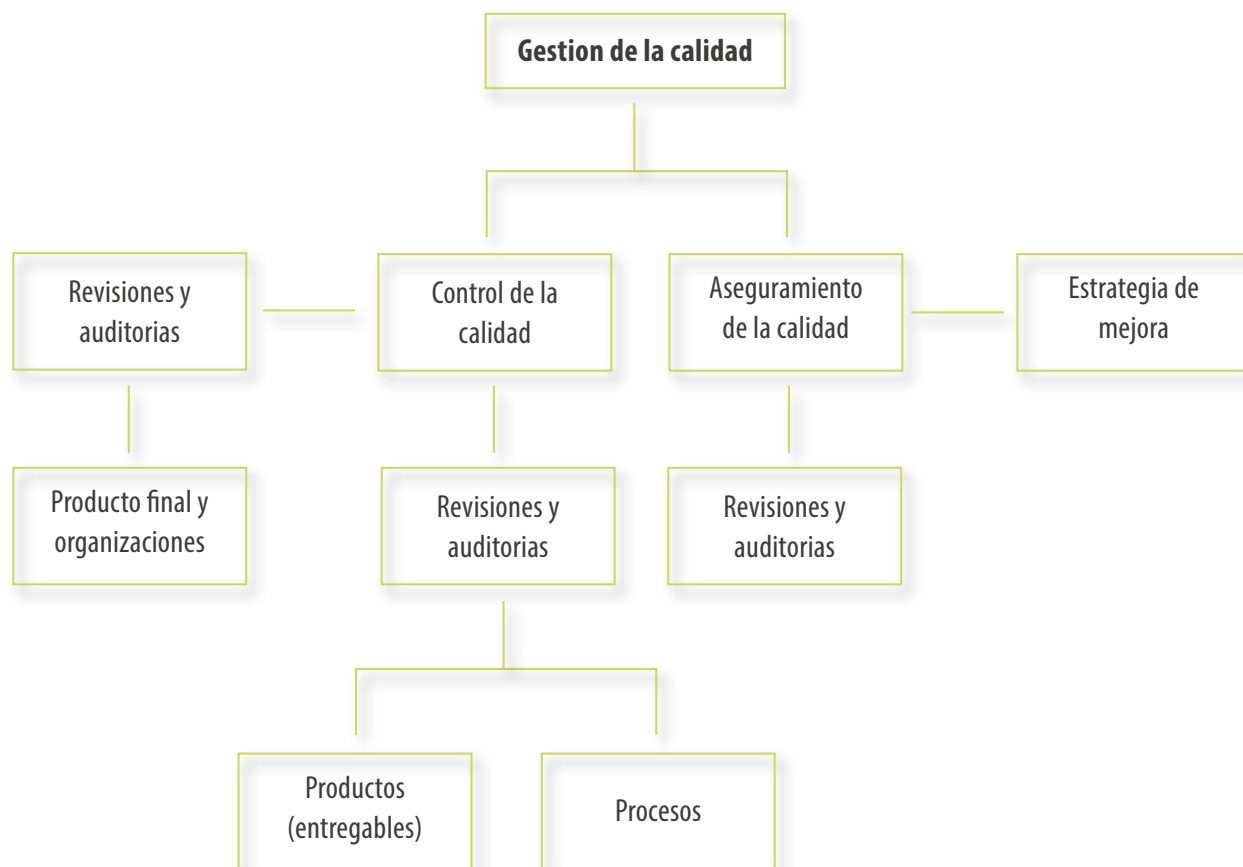 Gestion de la calidad
Revisiones y
auditorias
Control de la
calidad
Aseguramiento
de la calidad
Estrategia de
mejora
Producto final y
organizaciones
Revisiones y
auditorias
Revisiones y
auditorias
Productos
(entregables)
Procesos